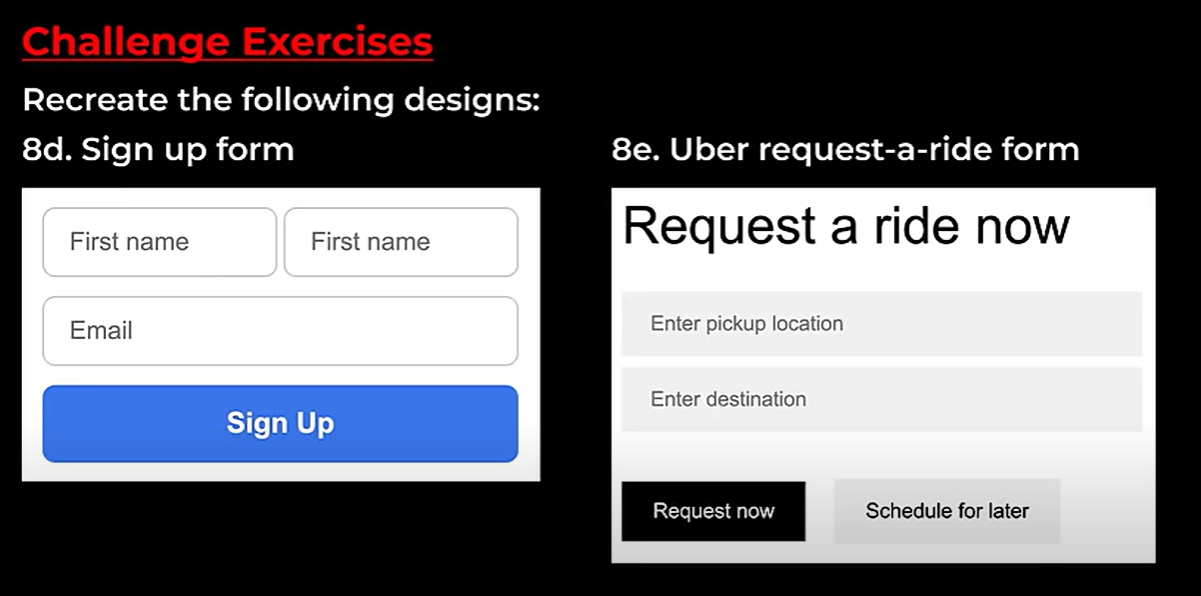 Challenge Exercises
Recreate the following designs:
8d. Sign up form
First name
First name
Email
Sign Up
8e. Uber request-a-ride form
Request a ride now
Enter pickup location
Enter destination
Request now
Schedule for later